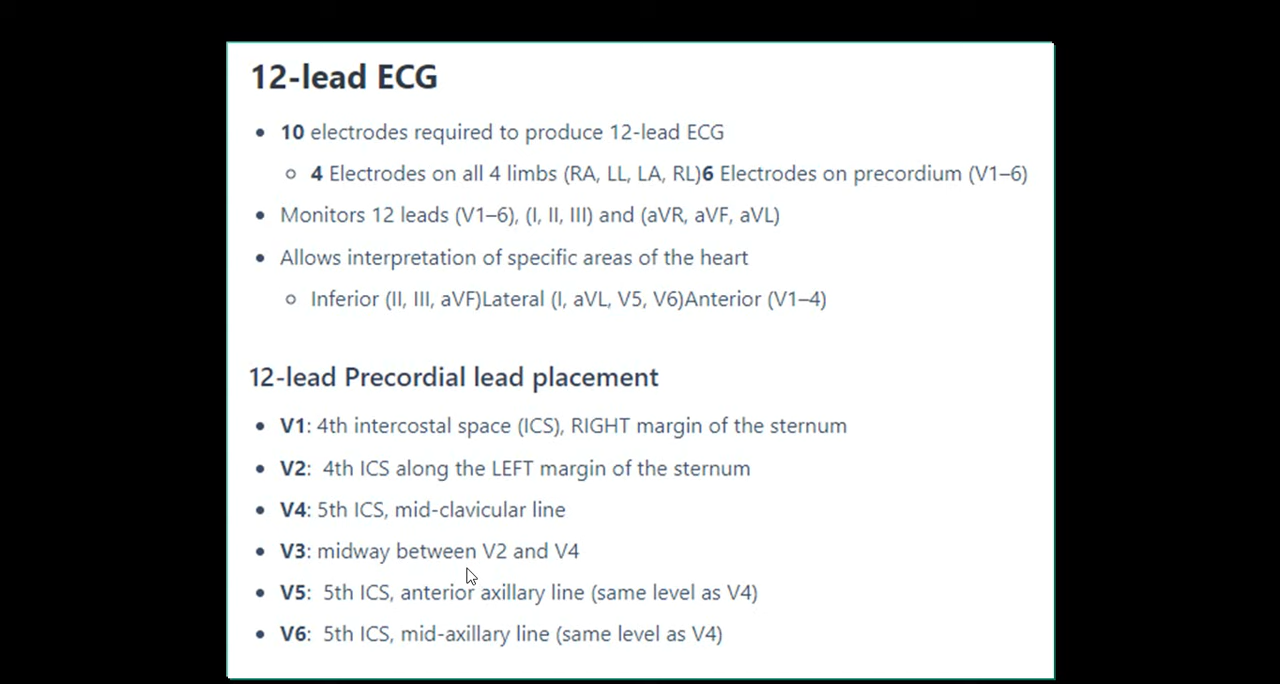 12-lead ECG
• 10 electrodes required to produce 12-lead ECG
○ 4 Electrodes on all 4 limbs (RA, LL, LA, RL)6 Electrodes on precordium (V1–6)
• Monitors 12 leads (V1–6), (I, II, III) and (aVR, aVF, aVL)
• Allows interpretation of specific areas of the heart
○ Inferior (II, III, aVF)Lateral (I, aVL, V5, V6)Anterior (V1–4)
12-lead Precordial lead placement
• V1: 4th intercostal space (ICS), RIGHT margin of the sternum
• V2: 4th ICS along the LEFT margin of the sternum
• V4: 5th ICS, mid-clavicular line
• V3: midway between V2 and V4
• V5: 5th ICS, anterior axillary line (same level as V4)
• V6: 5th ICS, mid-axillary line (same level as V4)